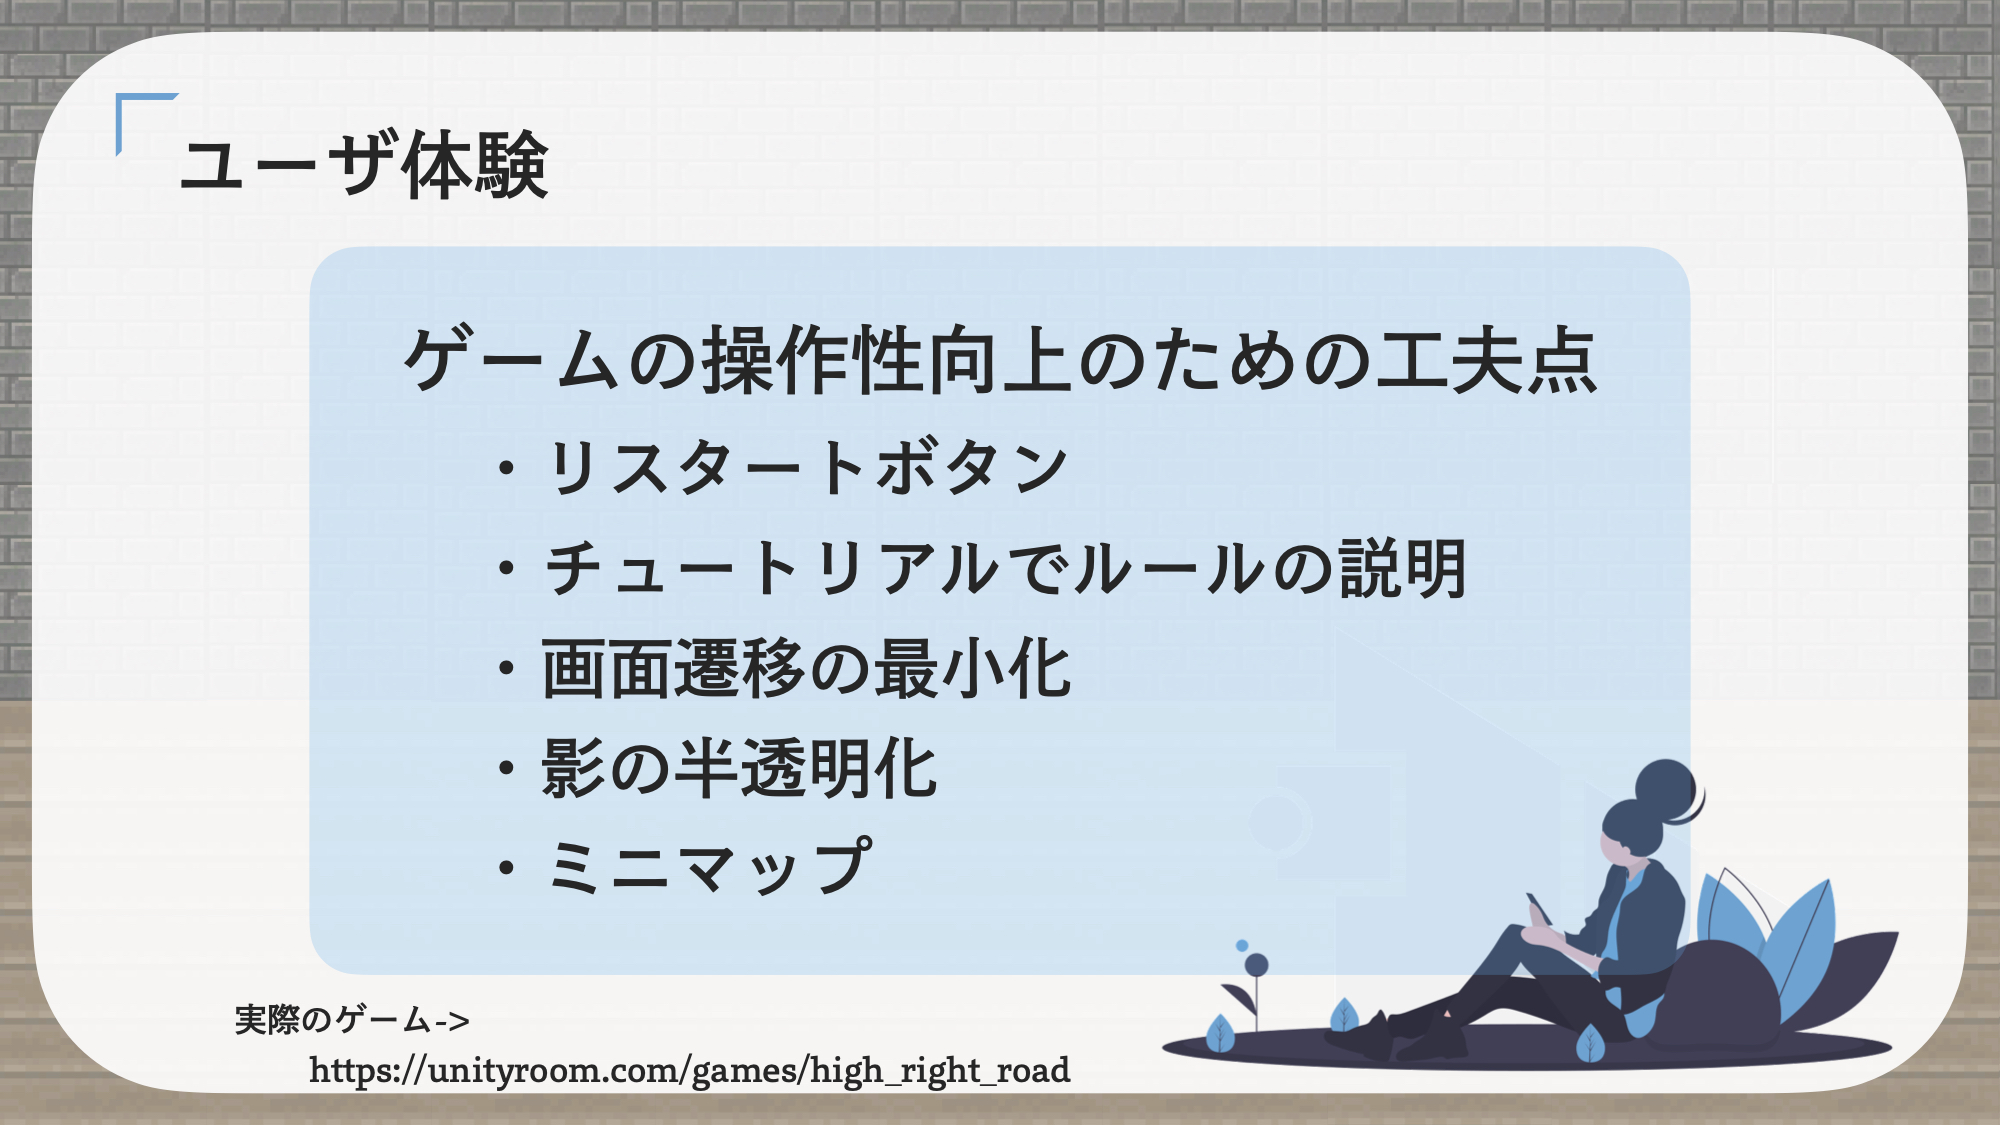 ユーザ体験
ゲームの操作性向上のための工夫点
・リスタートボタン
・チュートリアルでルールの説明
・画面遷移の最小化
・影の半透明化
・ミニマップ
実際のゲーム->
https://unityroom.com/games/high_right_road